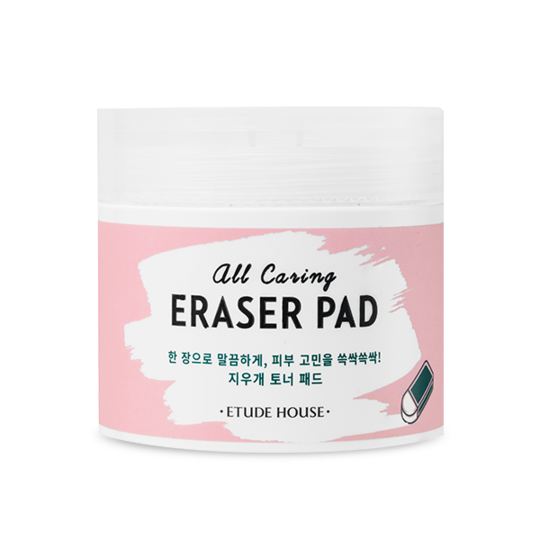 All Caring
ERASER PAD
한 장으로 말끔하게, 피부 고민을 쓱싹쓱싹!
지우개 토너 패드
·ETUDE HOUSE·